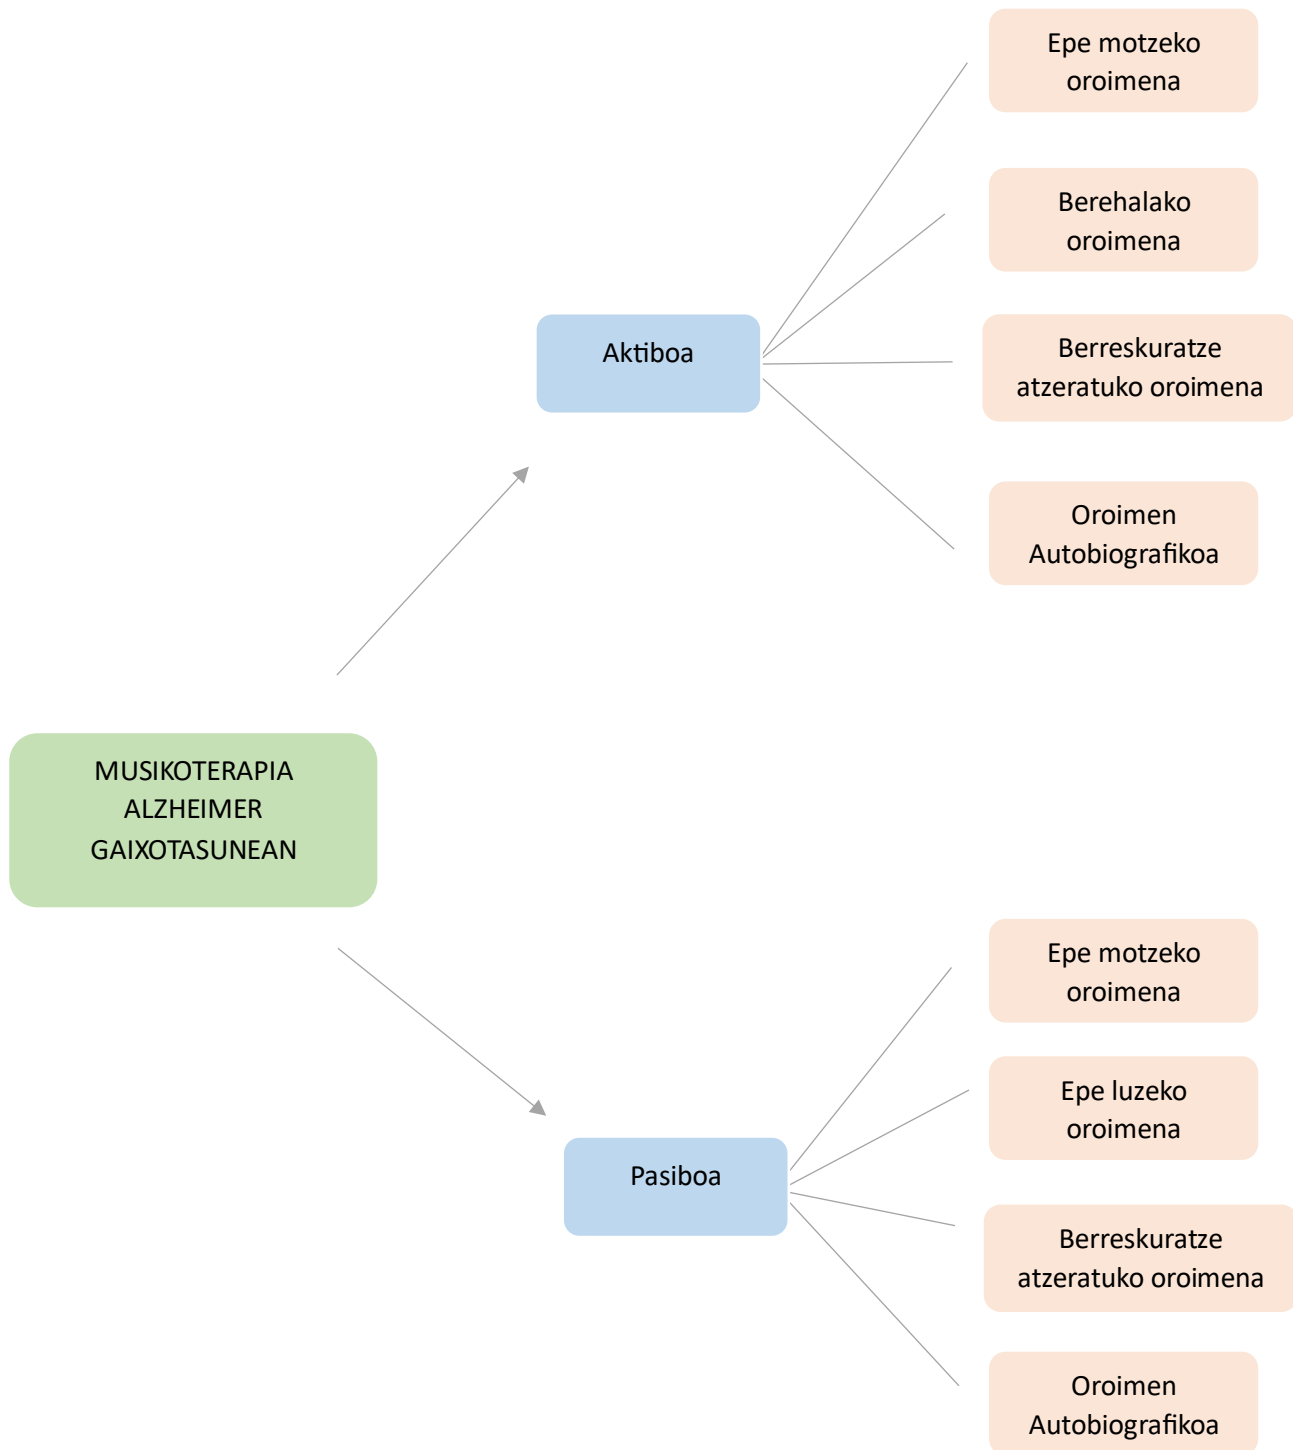 Epe motzeko
oroimena
Berehalako
oroimena
Aktiboa
Berreskuratze
atzeratuko oroimena
Oroimen
Autobiografikoa
MUSIKOTERAPIA
ALZHEIMER
GAIXOTASUNEAN
Epe motzeko
oroimena
Epe luzeko
oroimena
Pasiboa
Berreskuratze
atzeratuko oroimena
Oroimen
Autobiografikoa